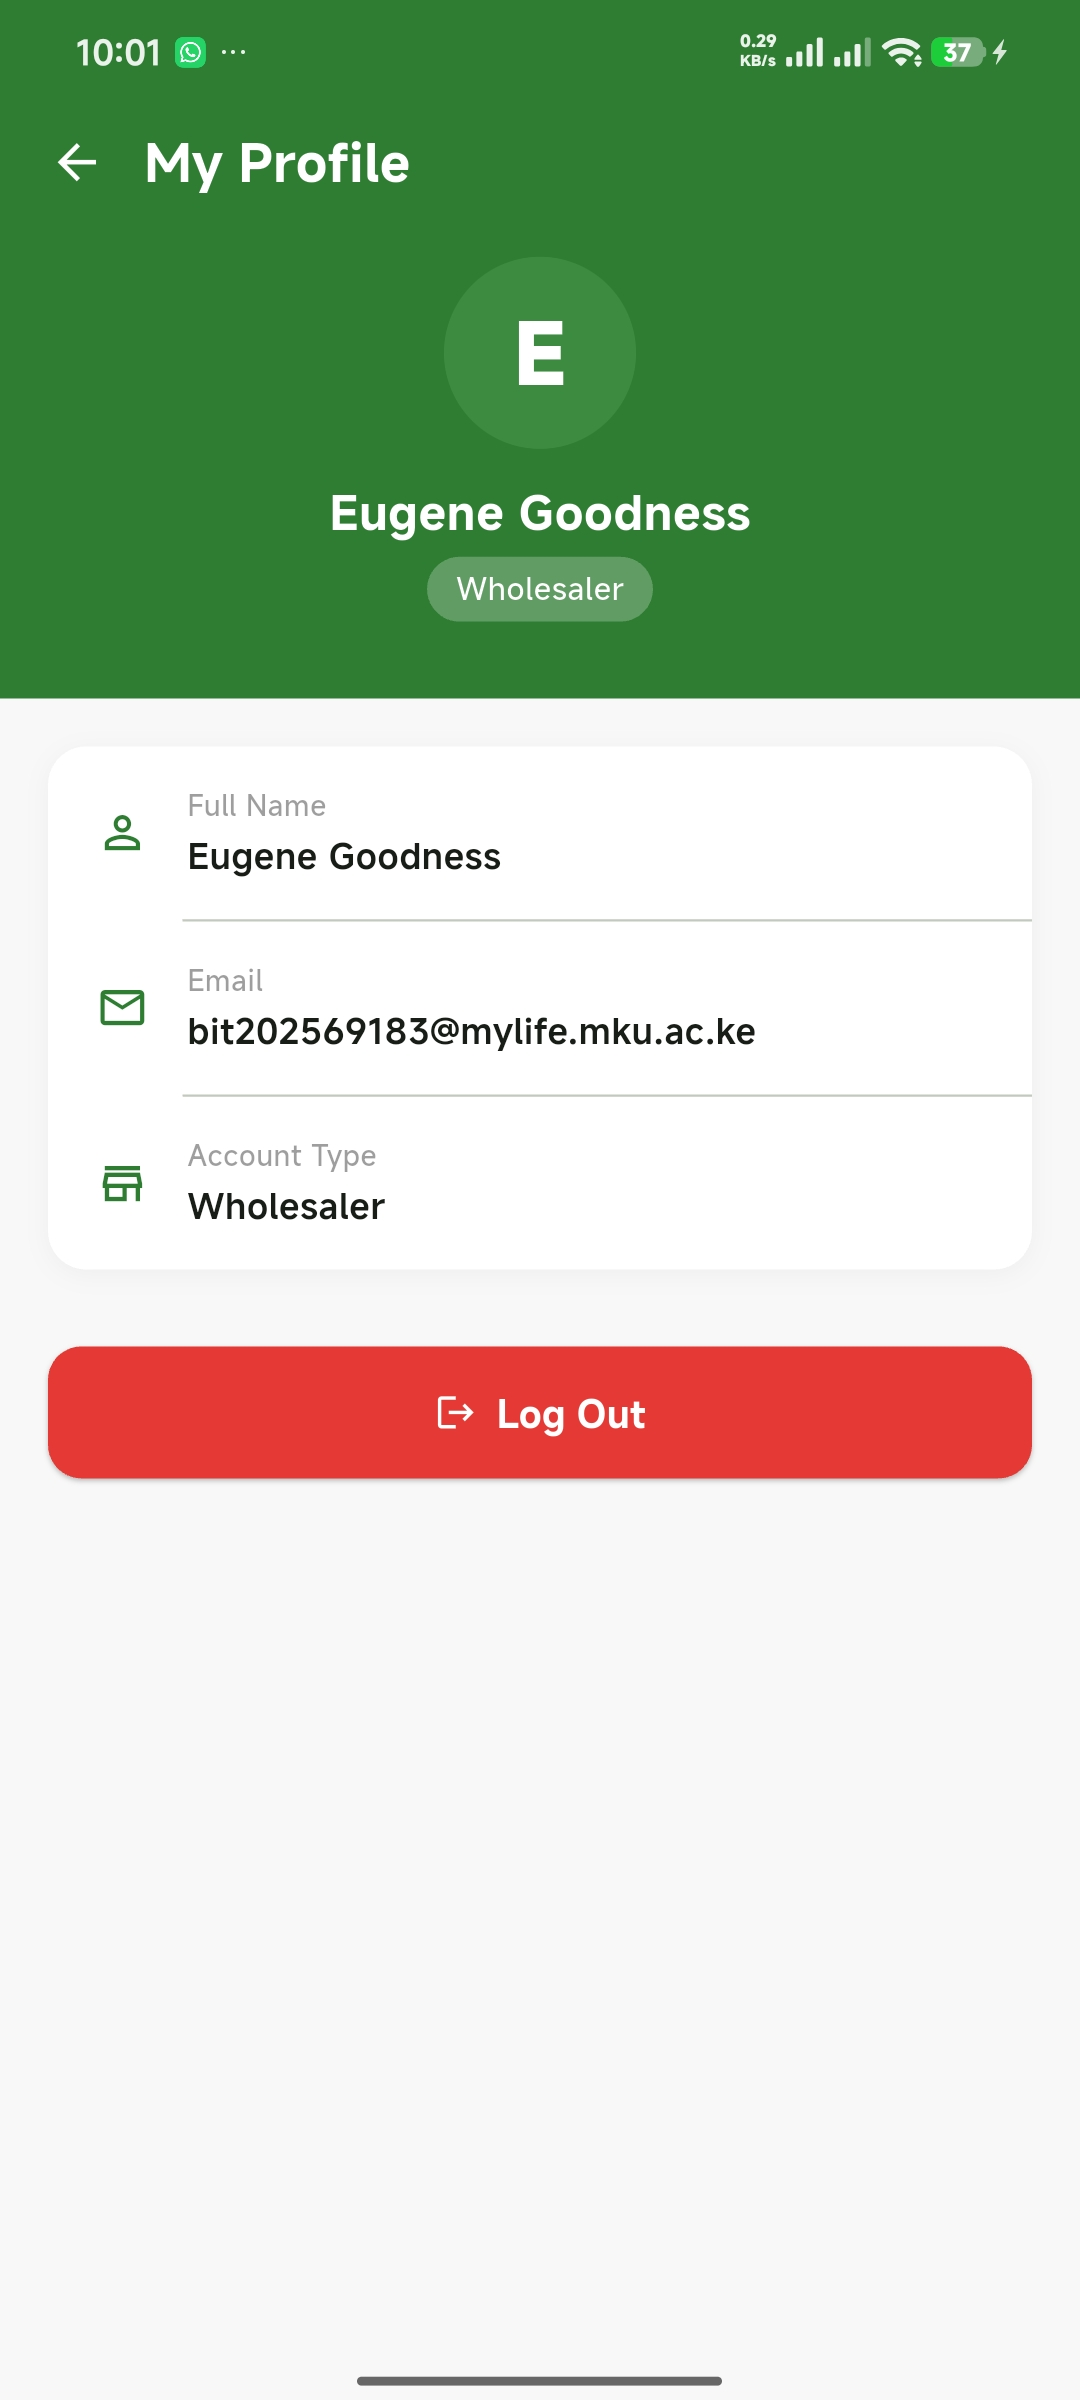 10:01 ... 0.29 KB/s 37
My Profile
E
Eugene Goodness
Wholesaler
Full Name
Eugene Goodness
Email
bit202569183@mylife.mku.ac.ke
Account Type
Wholesaler
Log Out